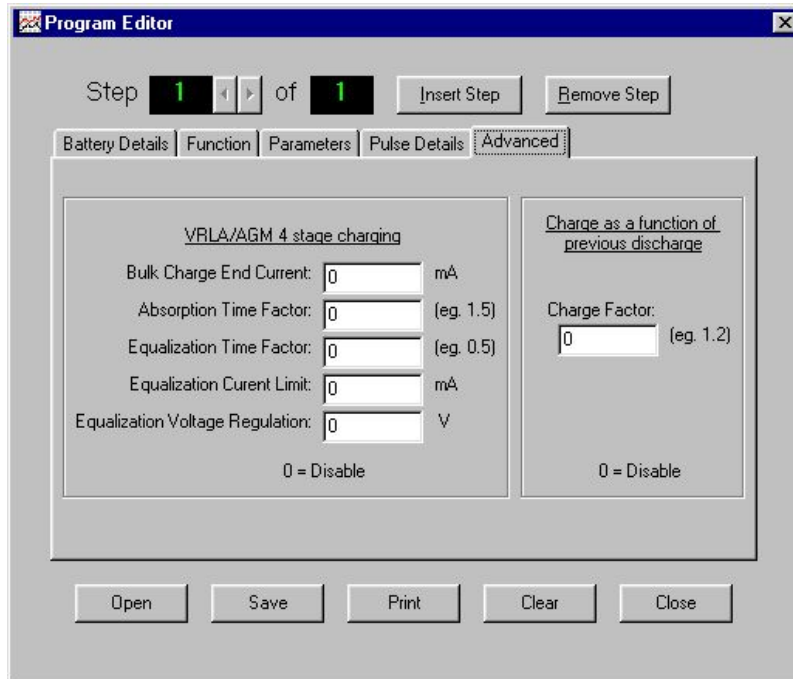 Program Editor
Step 1 of 1 Insert Step Remove Step
Battery Details Function Parameters Pulse Details Advanced
VRLA/AGM 4 stage charging
Bulk Charge End Current: 0 mA
Absorption Time Factor: 0 (eg. 1.5)
Equalization Time Factor: 0 (eg. 0.5)
Equalization Curent Limit: 0 mA
Equalization Voltage Regulation: 0 V
0 = Disable
Charge as a function of
previous discharge
Charge Factor:
0 (eg. 1.2)
0 = Disable
Open Save Print Clear Close